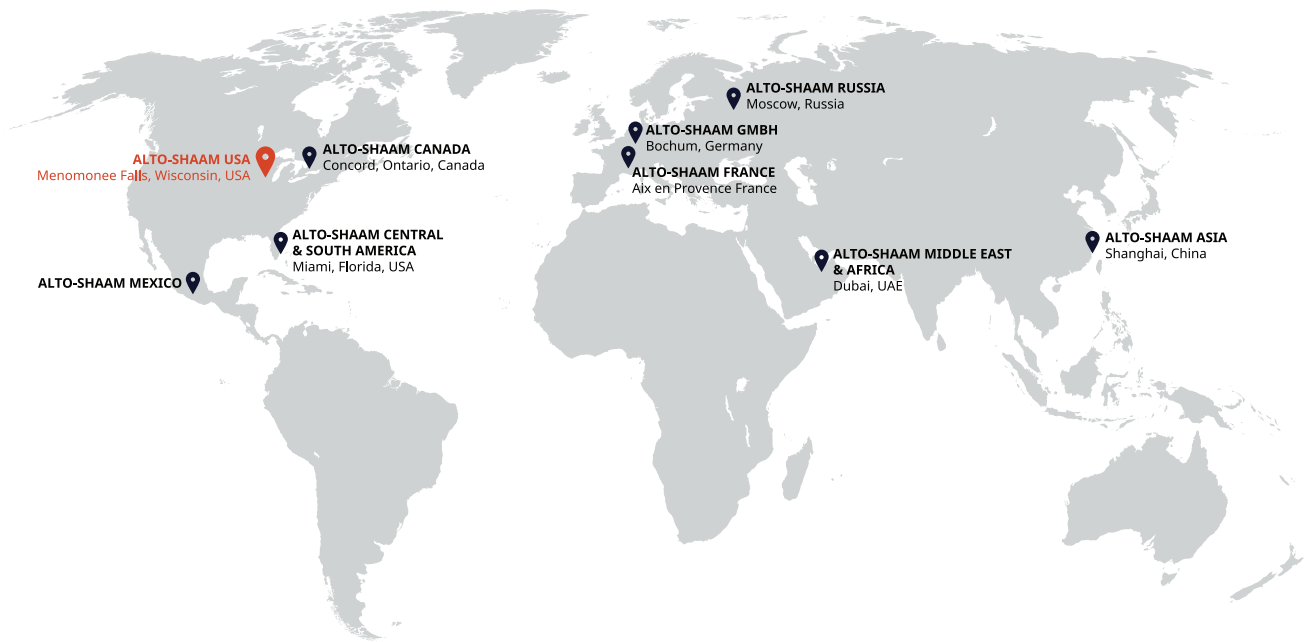 ALTO-SHAAM RUSSIA
Moscow, Russia
ALTO-SHAAM GMBH
Bochum, Germany
ALTO-SHAAM FRANCE
Aix en Provence France
ALTO-SHAAM USA
Menomonee Falls, Wisconsin, USA
ALTO-SHAAM CANADA
Concord, Ontario, Canada
ALTO-SHAAM CENTRAL
& SOUTH AMERICA
Miami, Florida, USA
ALTO-SHAAM MEXICO
ALTO-SHAAM MIDDLE EAST
& AFRICA
Dubai, UAE
ALTO-SHAAM ASIA
Shanghai, China